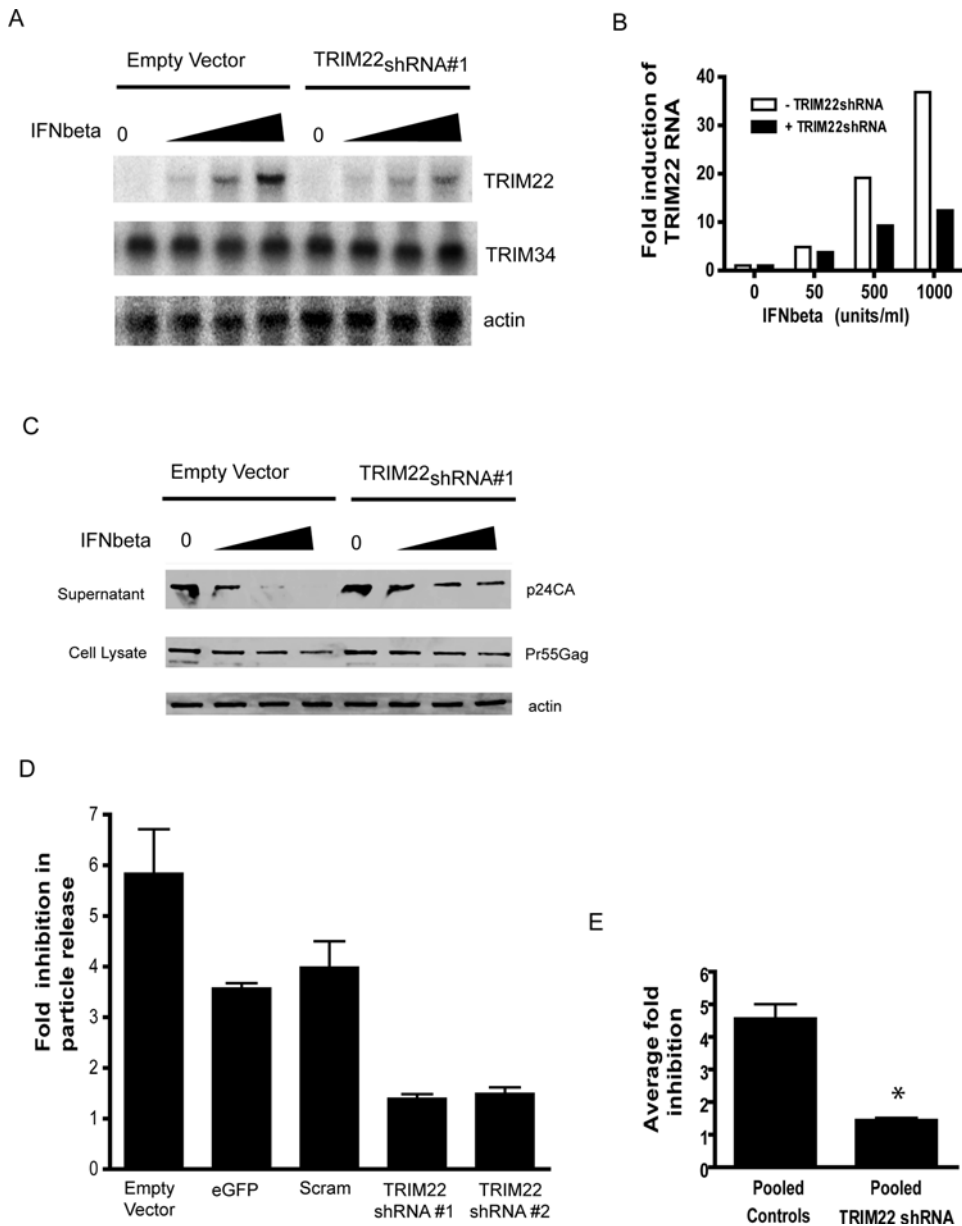 A
Empty Vector
TRIM22shRNA#1
IFNbeta 0 0
TRIM22
TRIM34
actin
B
Fold induction of
TRIM22 RNA
40
30
20
10
0
- TRIM22shRNA
+ TRIM22shRNA
0 50 500 1000
IFNbeta (units/ml)
C
Empty Vector
TRIM22shRNA#1
IFNbeta 0 0
Supernatant p24CA
Cell Lysate Pr55Gag
actin
D
Fold inhibition in
particle release
7
6
5
4
3
2
1
0
Empty
Vector
eGFP
Scram
TRIM22
shRNA #1
TRIM22
shRNA #2
E
Average fold
inhibition
6
5
4
3
2
1
0
*
Pooled
Controls
Pooled
TRIM22 shRNA